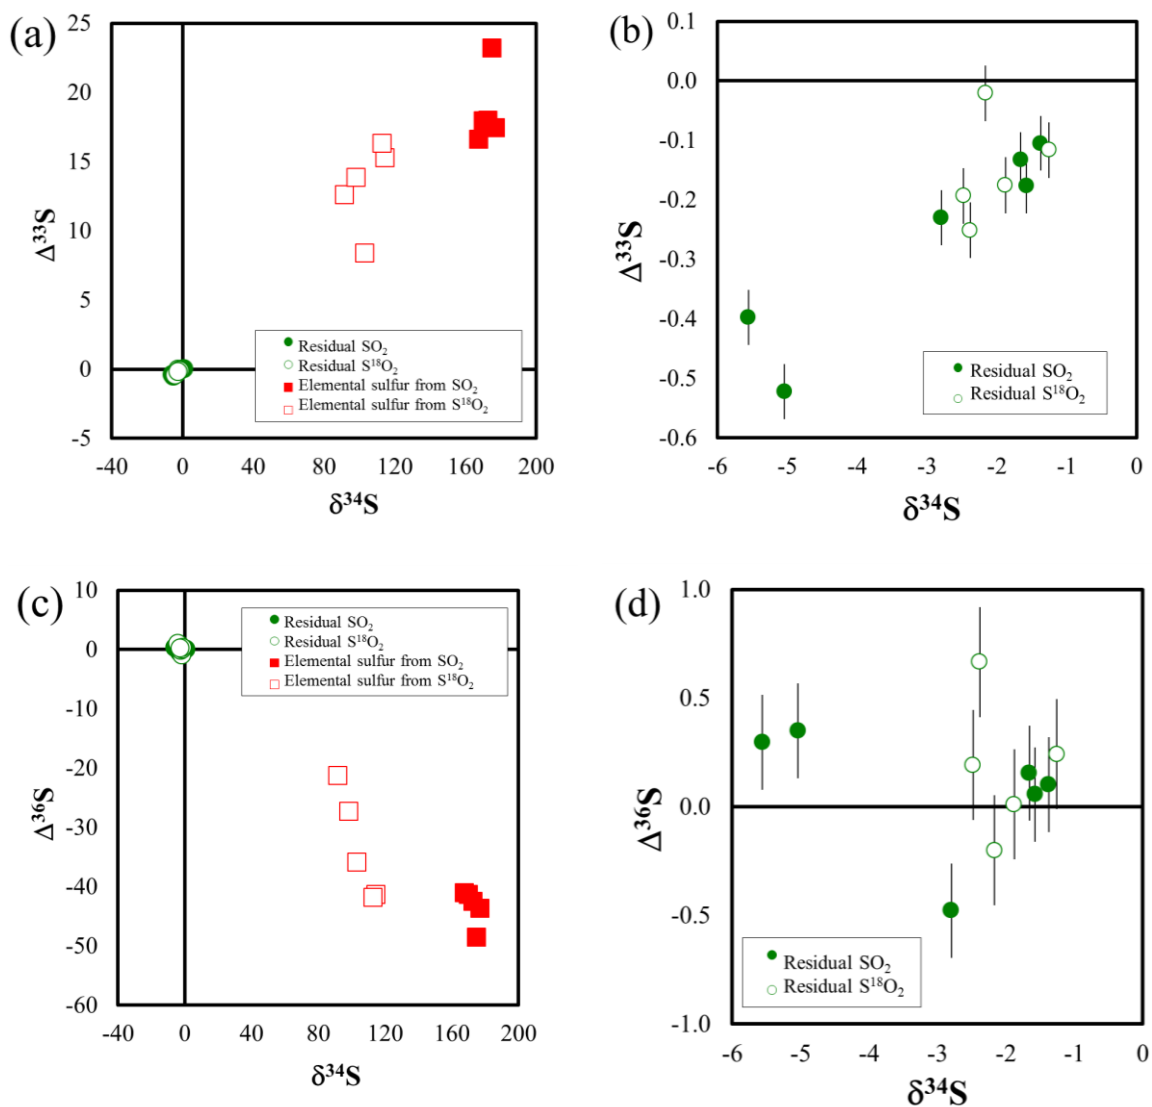 (a)
25
20
15
10
5
0
-5
Δ³³S
-40 0 40 80 120 160 200
δ³⁴S
Residual SO₂
Residual S¹⁸O₂
Elemental sulfur from SO₂
Elemental sulfur from S¹⁸O₂
(b)
0.1
0.0
-0.1
-0.2
-0.3
-0.4
-0.5
-0.6
Δ³³S
-6 -5 -4 -3 -2 -1 0
δ³⁴S
Residual SO₂
Residual S¹⁸O₂
(c)
10
0
-10
-20
-30
-40
-50
-60
Δ³⁶S
-40 0 40 80 120 160 200
δ³⁴S
Residual SO₂
Residual S¹⁸O₂
Elemental sulfur from SO₂
Elemental sulfur from S¹⁸O₂
(d)
1.0
0.5
0.0
-0.5
-1.0
Δ³⁶S
-6 -5 -4 -3 -2 -1 0
δ³⁴S
Residual SO₂
Residual S¹⁸O₂